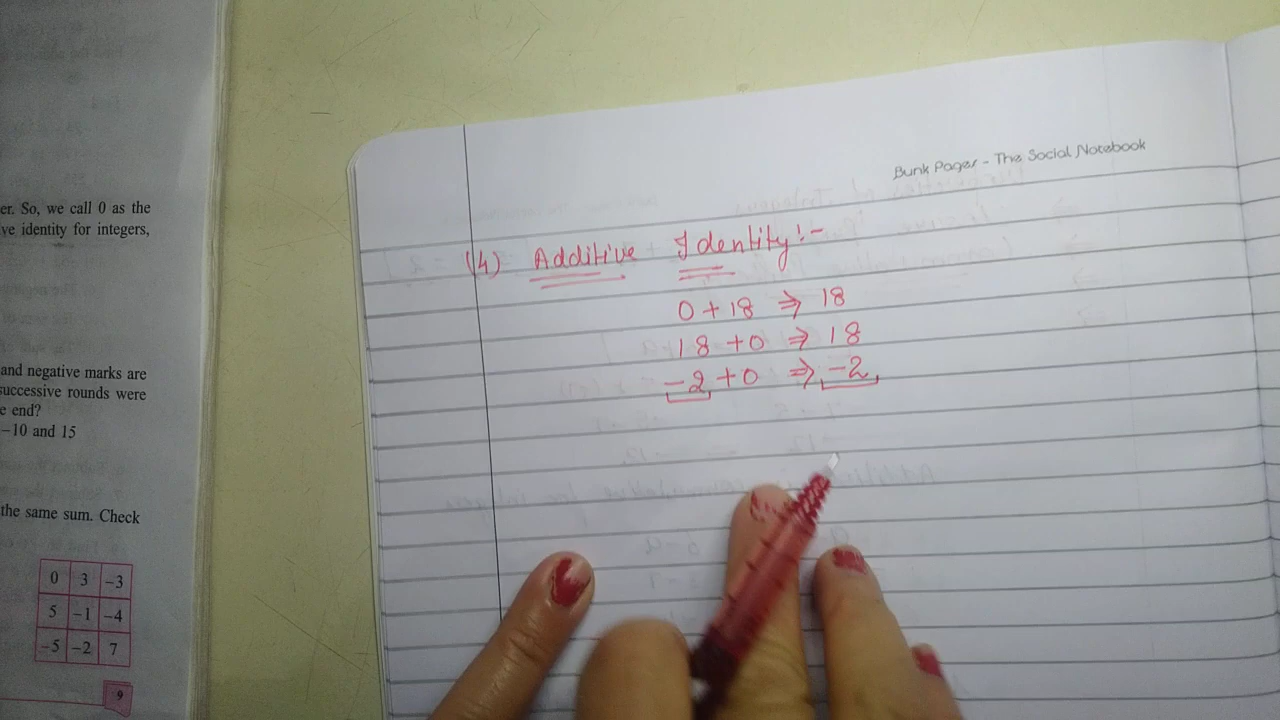 er. So, we call 0 as the
ve identity for integers,
and negative marks are
successive rounds were
e end?
−10 and 15
the same sum. Check
0 3 −3
5 −1 −4
−5 −2 7
9
Bunk Pages - The Social Notebook
(4) Additive Identity:-
0 + 18 ⇒ 18
18 + 0 ⇒ 18
-2 + 0 ⇒ -2